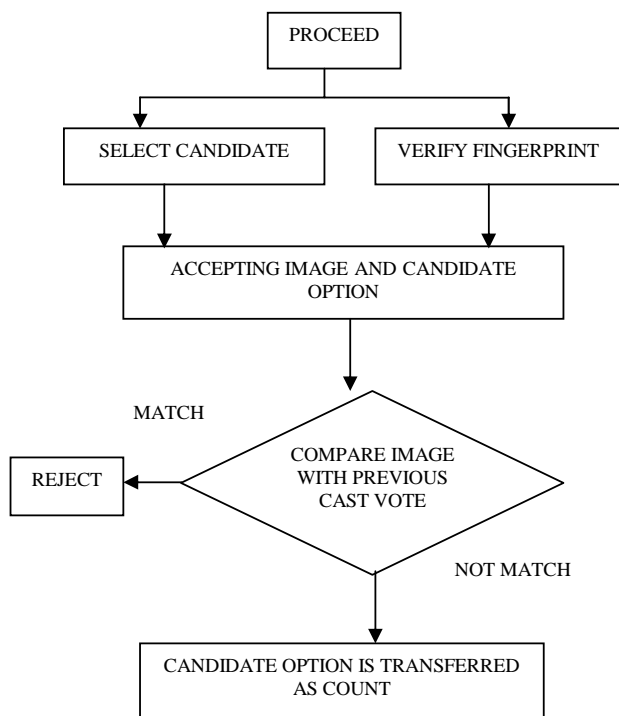 PROCEED
SELECT CANDIDATE
VERIFY FINGERPRINT
ACCEPTING IMAGE AND CANDIDATE
OPTION
MATCH
COMPARE IMAGE
WITH PREVIOUS
CAST VOTE
REJECT
NOT MATCH
CANDIDATE OPTION IS TRANSFERRED
AS COUNT